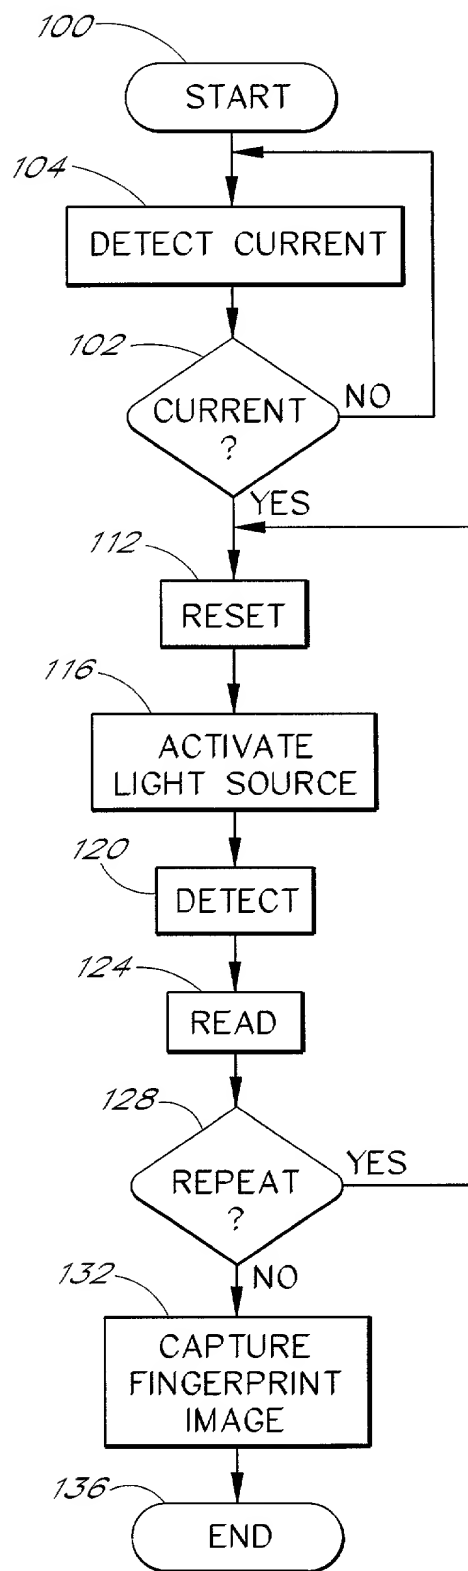 100
START
104
DETECT CURRENT
102
CURRENT
?
NO
YES
112
RESET
116
ACTIVATE
LIGHT SOURCE
120
DETECT
124
READ
128
REPEAT
?
YES
NO
132
CAPTURE
FINGERPRINT
IMAGE
136
END